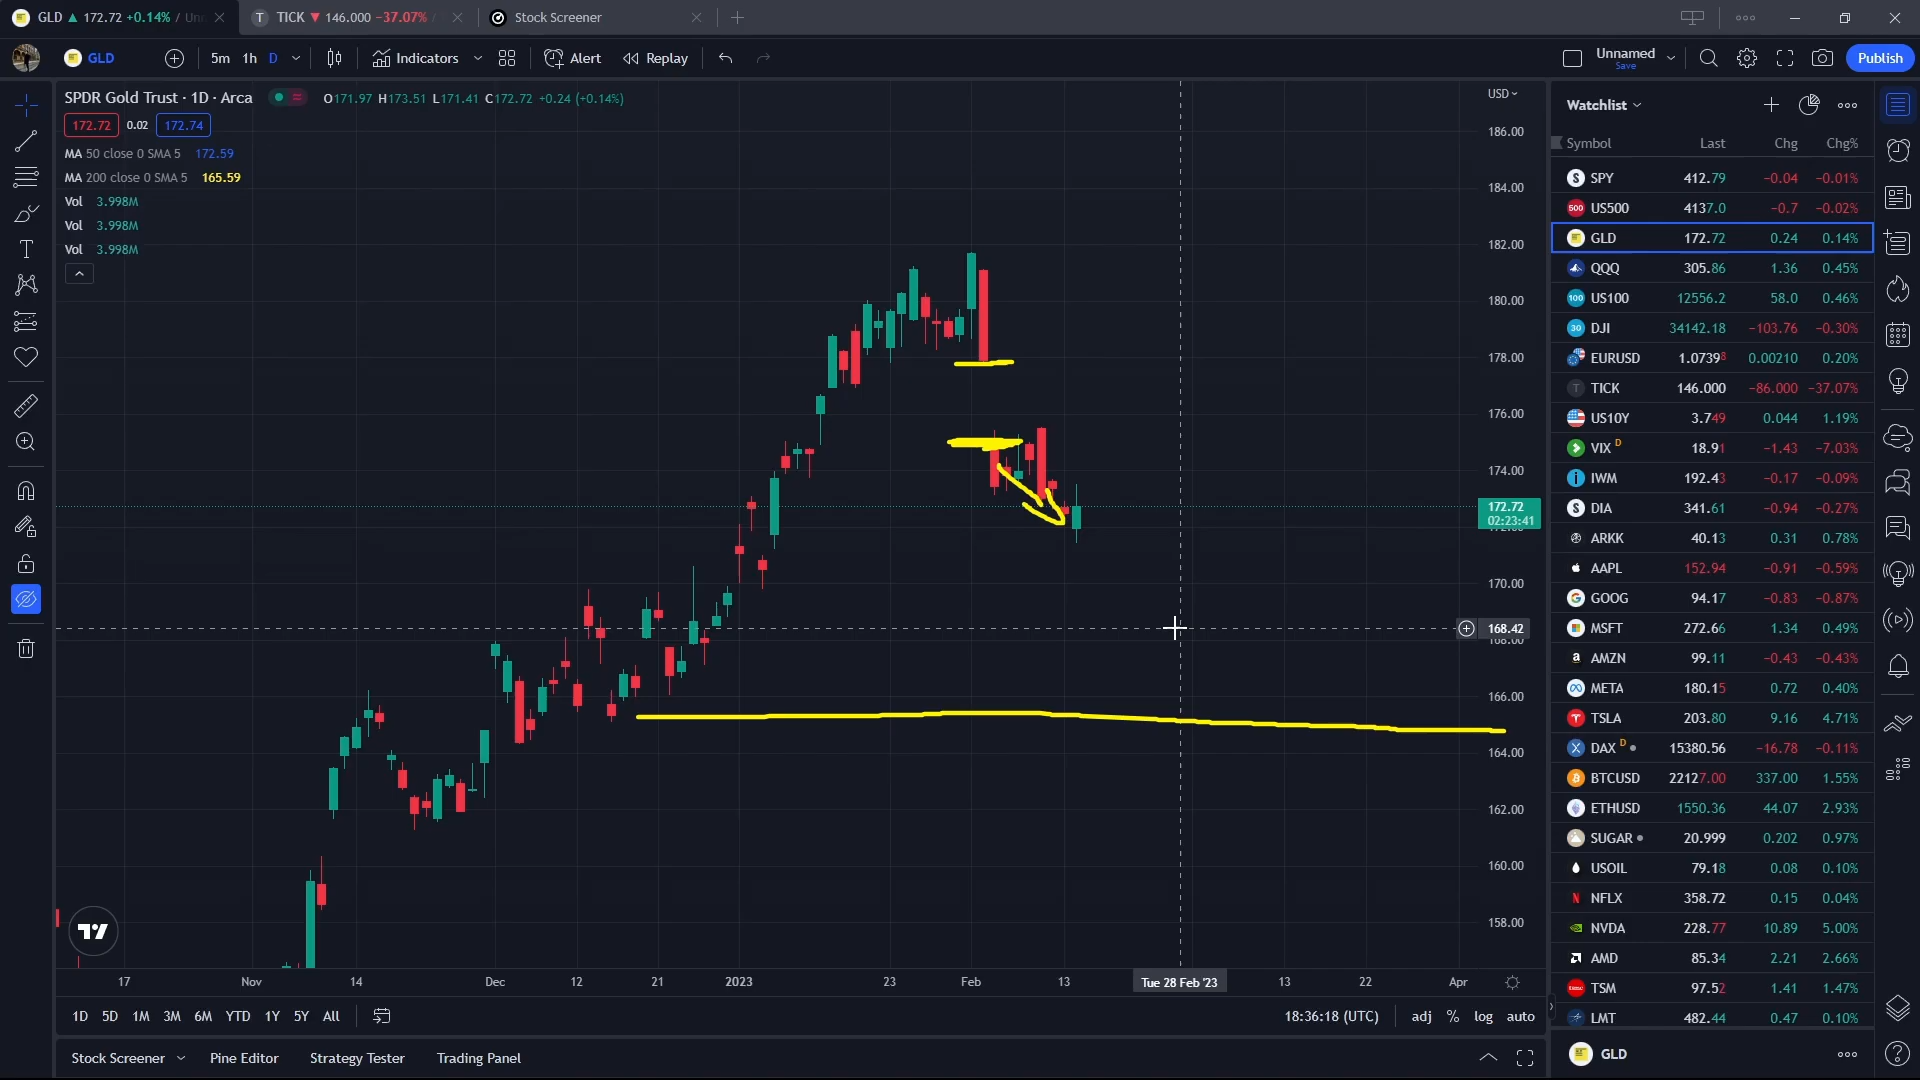 GLD ▲ 172.72 +0.14% / Unn
TICK ▼ 146.000 −37.07% /
Stock Screener
GLD
5m 1h D
Indicators
Alert
Replay
Unnamed
Save
Publish
SPDR Gold Trust · 1D · Arca
O171.97 H173.51 L171.41 C172.72 +0.24 (+0.14%)
172.72 0.02 172.74
MA 50 close 0 SMA 5 172.59
MA 200 close 0 SMA 5 165.59
Vol 3.998M
Vol 3.998M
Vol 3.998M
USD
186.00
184.00
182.00
180.00
178.00
176.00
174.00
172.72
02:23:41
172.00
170.00
168.42
168.00
166.00
164.00
162.00
160.00
158.00
17 Nov 14 Dec 12 21 2023 23 Feb 13 Tue 28 Feb '23 13 22 Apr
1D 5D 1M 3M 6M YTD 1Y 5Y All
18:36:18 (UTC) adj % log auto
Stock Screener Pine Editor Strategy Tester Trading Panel
Watchlist
Symbol Last Chg Chg%
SPY 412.79 −0.04 −0.01%
500 US500 4137.0 −0.7 −0.02%
GLD 172.72 0.24 0.14%
QQQ 305.86 1.36 0.45%
100 US100 12556.2 58.0 0.46%
30 DJI 34142.18 −103.76 −0.30%
EURUSD 1.07398 0.00210 0.20%
T TICK 146.000 −86.000 −37.07%
US10Y 3.749 0.044 1.19%
VIX D 18.91 −1.43 −7.03%
IWM 192.43 −0.17 −0.09%
DIA 341.61 −0.94 −0.27%
ARKK 40.13 0.31 0.78%
AAPL 152.94 −0.91 −0.59%
GOOG 94.17 −0.83 −0.87%
MSFT 272.66 1.34 0.49%
AMZN 99.11 −0.43 −0.43%
META 180.15 0.72 0.40%
TSLA 203.80 9.16 4.71%
DAX D 15380.56 −16.78 −0.11%
BTCUSD 22127.00 337.00 1.55%
ETHUSD 1550.36 44.07 2.93%
SUGAR 20.999 0.202 0.97%
USOIL 79.18 0.08 0.10%
NFLX 358.72 0.15 0.04%
NVDA 228.77 10.89 5.00%
AMD 85.34 2.21 2.66%
TSM 97.52 1.41 1.47%
LMT 482.44 0.47 0.10%
GLD